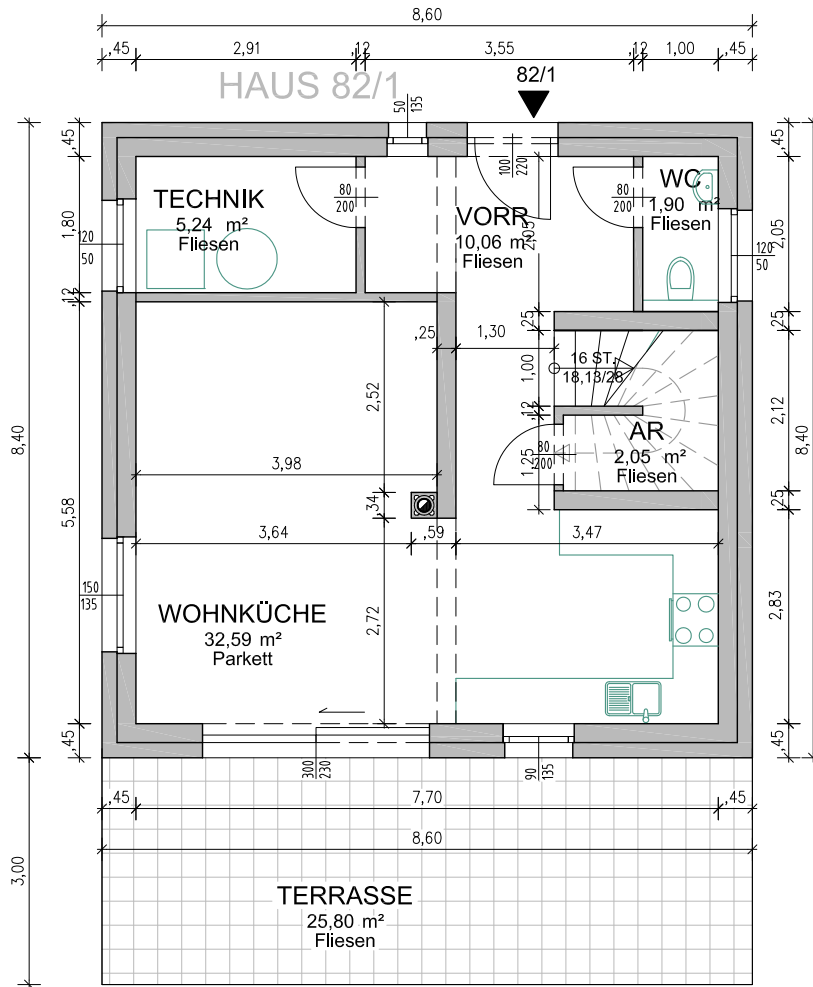 8,60
,45 2,91 ,12 3,55 ,12 1,00 ,45
HAUS 82/1
82/1
50
135
,45
,45
100
220
TECHNIK
5,24 m²
Fliesen
80
200
VORR
10,06 m²
Fliesen
2,05
80
200
WC
1,90 m²
Fliesen
1,80
120
50
120
50
2,05
,12
,25
,25
,25
1,30
16 ST.
18,13/28
1,00
2,52
,12
2,12
AR
2,05 m²
Fliesen
80
200
1,25
8,40
8,40
3,98
5,58
,34
,25
3,64
,59
3,47
150
135
WOHNKÜCHE
32,59 m²
Parkett
2,72
2,83
,45
,45
300
230
90
135
,45
7,70
,45
8,60
3,00
TERRASSE
25,80 m²
Fliesen